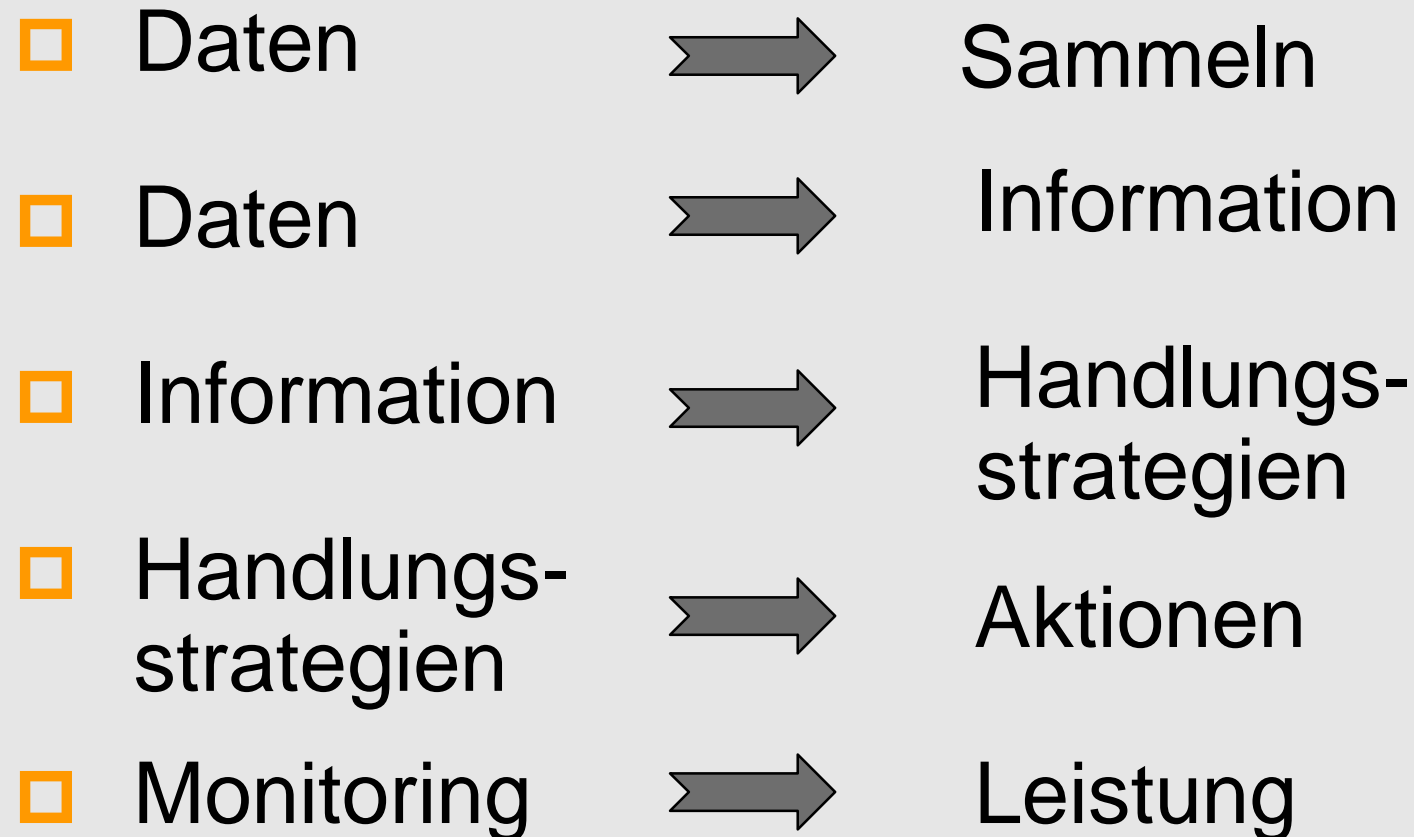 Daten Sammeln
Daten Information
Information Handlungs-
strategien
Handlungs-
strategien Aktionen
Monitoring Leistung